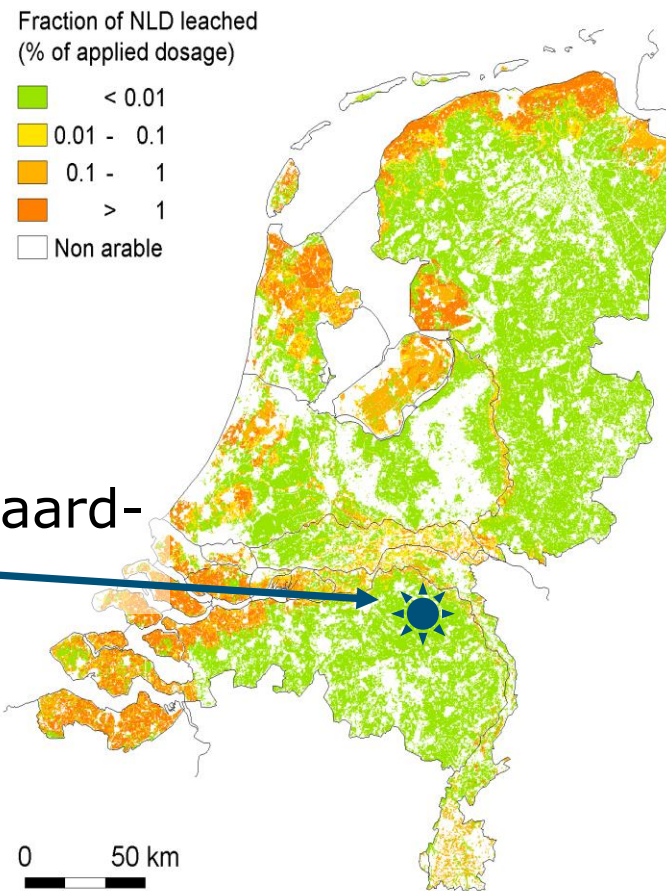 Fraction of NLD leached
(% of applied dosage)
< 0.01
0.01 - 0.1
0.1 - 1
> 1
Non arable
aard-
0 50 km